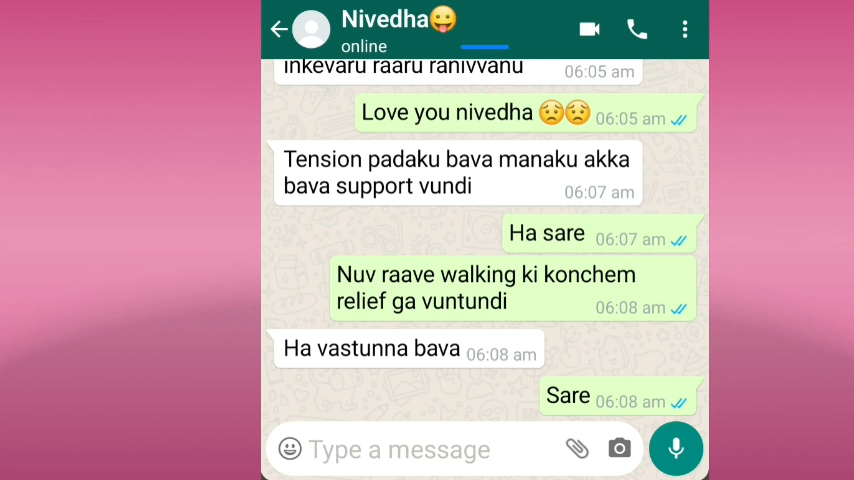 Nivedha😛
online
inkevaru raaru ranivvanu 06:05 am
Love you nivedha 😟😟 06:05 am
Tension padaku bava manaku akka
bava support vundi 06:07 am
Ha sare 06:07 am
Nuv raave walking ki konchem
relief ga vuntundi 06:08 am
Ha vastunna bava 06:08 am
Sare 06:08 am
Type a message